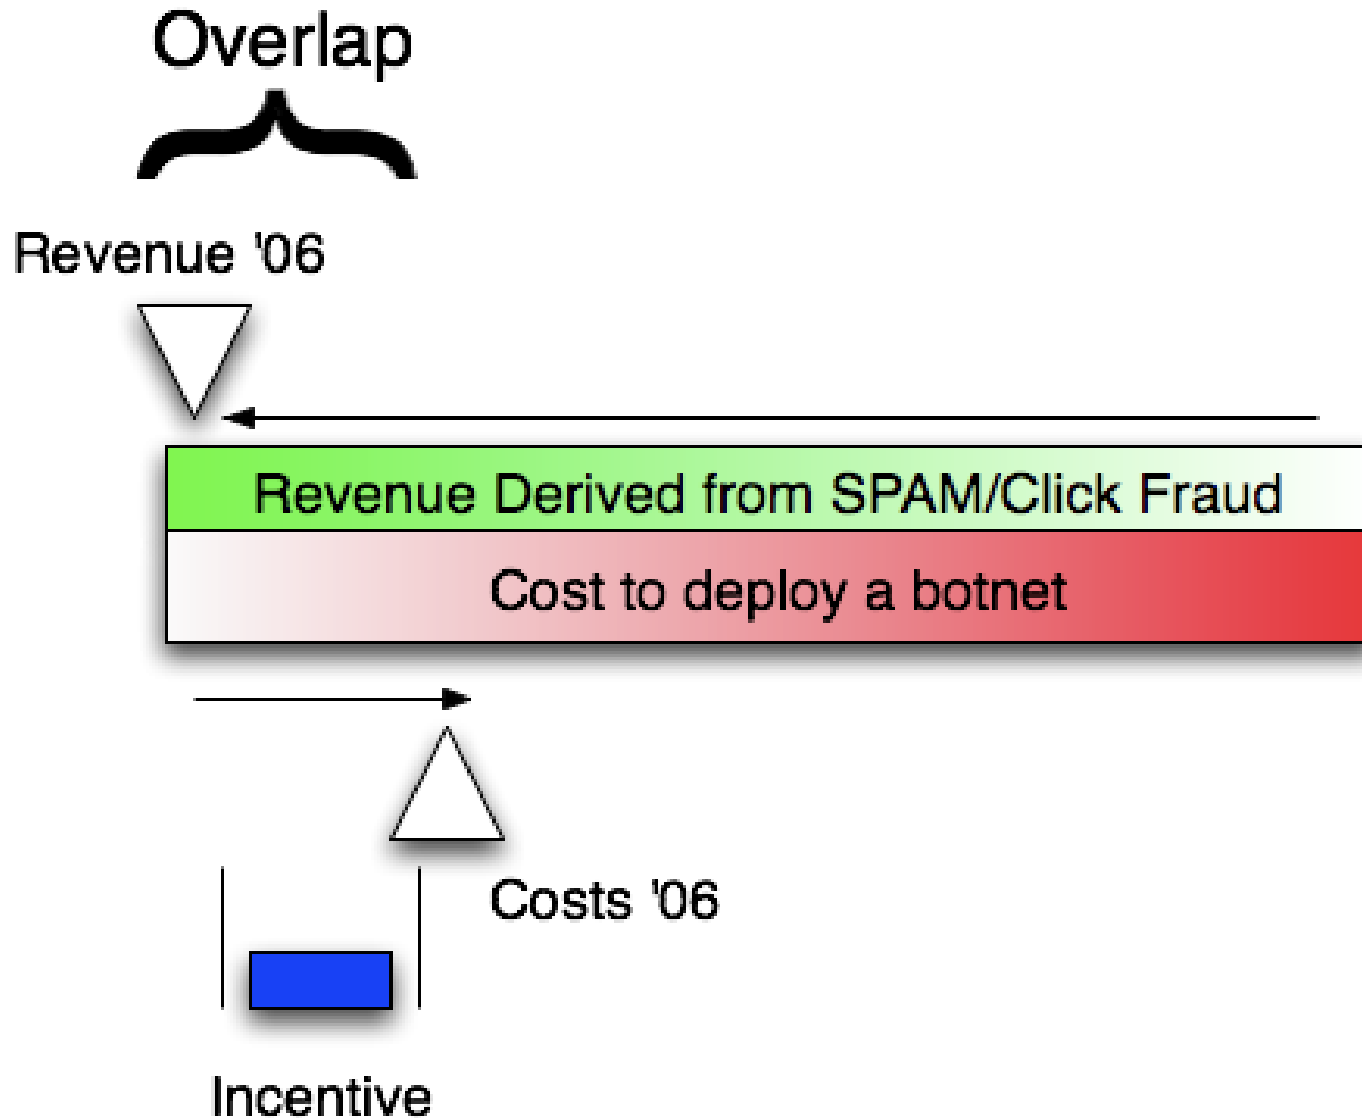 Overlap
Revenue '06
Revenue Derived from SPAM/Click Fraud
Cost to deploy a botnet
Costs '06
Incentive